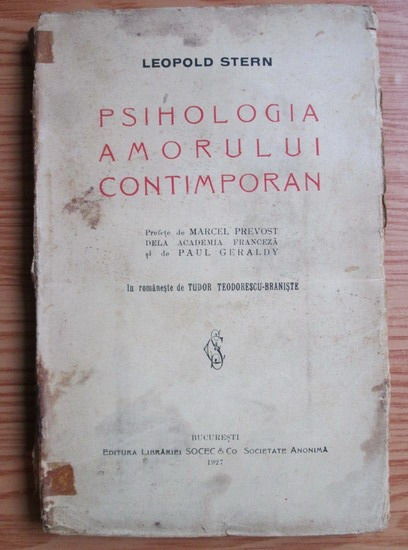 LEOPOLD STERN
PSIHOLOGIA
AMORULUI
CONTIMPORAN
Prefețe de MARCEL PREVOST
DELA ACADEMIA FRANCEZĂ
și de PAUL GERALDY
In românește de TUDOR TEODORESCU-BRANIȘTE
BUCUREȘTI
EDITURA LIBRĂRIEI SOCEC & Co SOCIETATE ANONIMĂ
1927